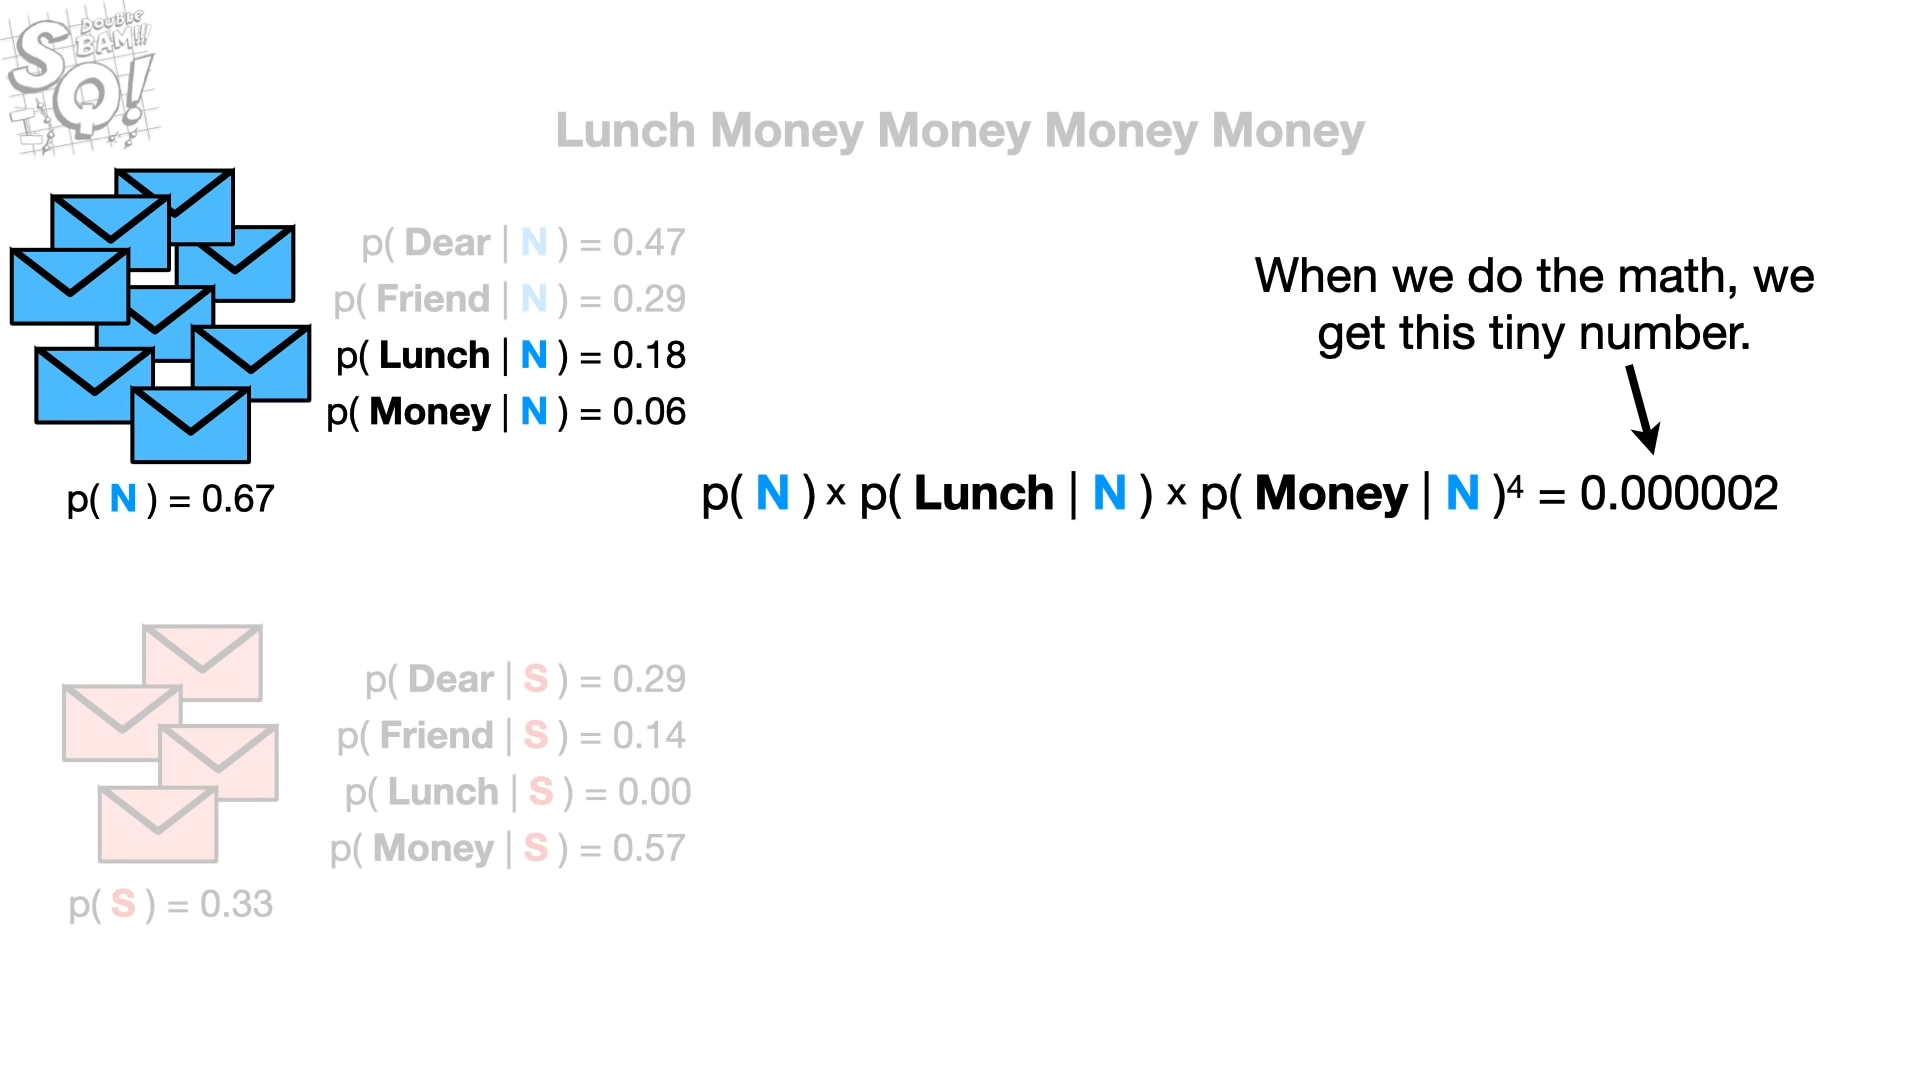 DOUBLE
BAM!!!
SQ!
Lunch Money Money Money Money
p( Dear | N ) = 0.47
p( Friend | N ) = 0.29
p( Lunch | N ) = 0.18
p( Money | N ) = 0.06
p( N ) = 0.67
When we do the math, we
get this tiny number.
p( N ) x p( Lunch | N ) x p( Money | N )⁴ = 0.000002
p( Dear | S ) = 0.29
p( Friend | S ) = 0.14
p( Lunch | S ) = 0.00
p( Money | S ) = 0.57
p( S ) = 0.33